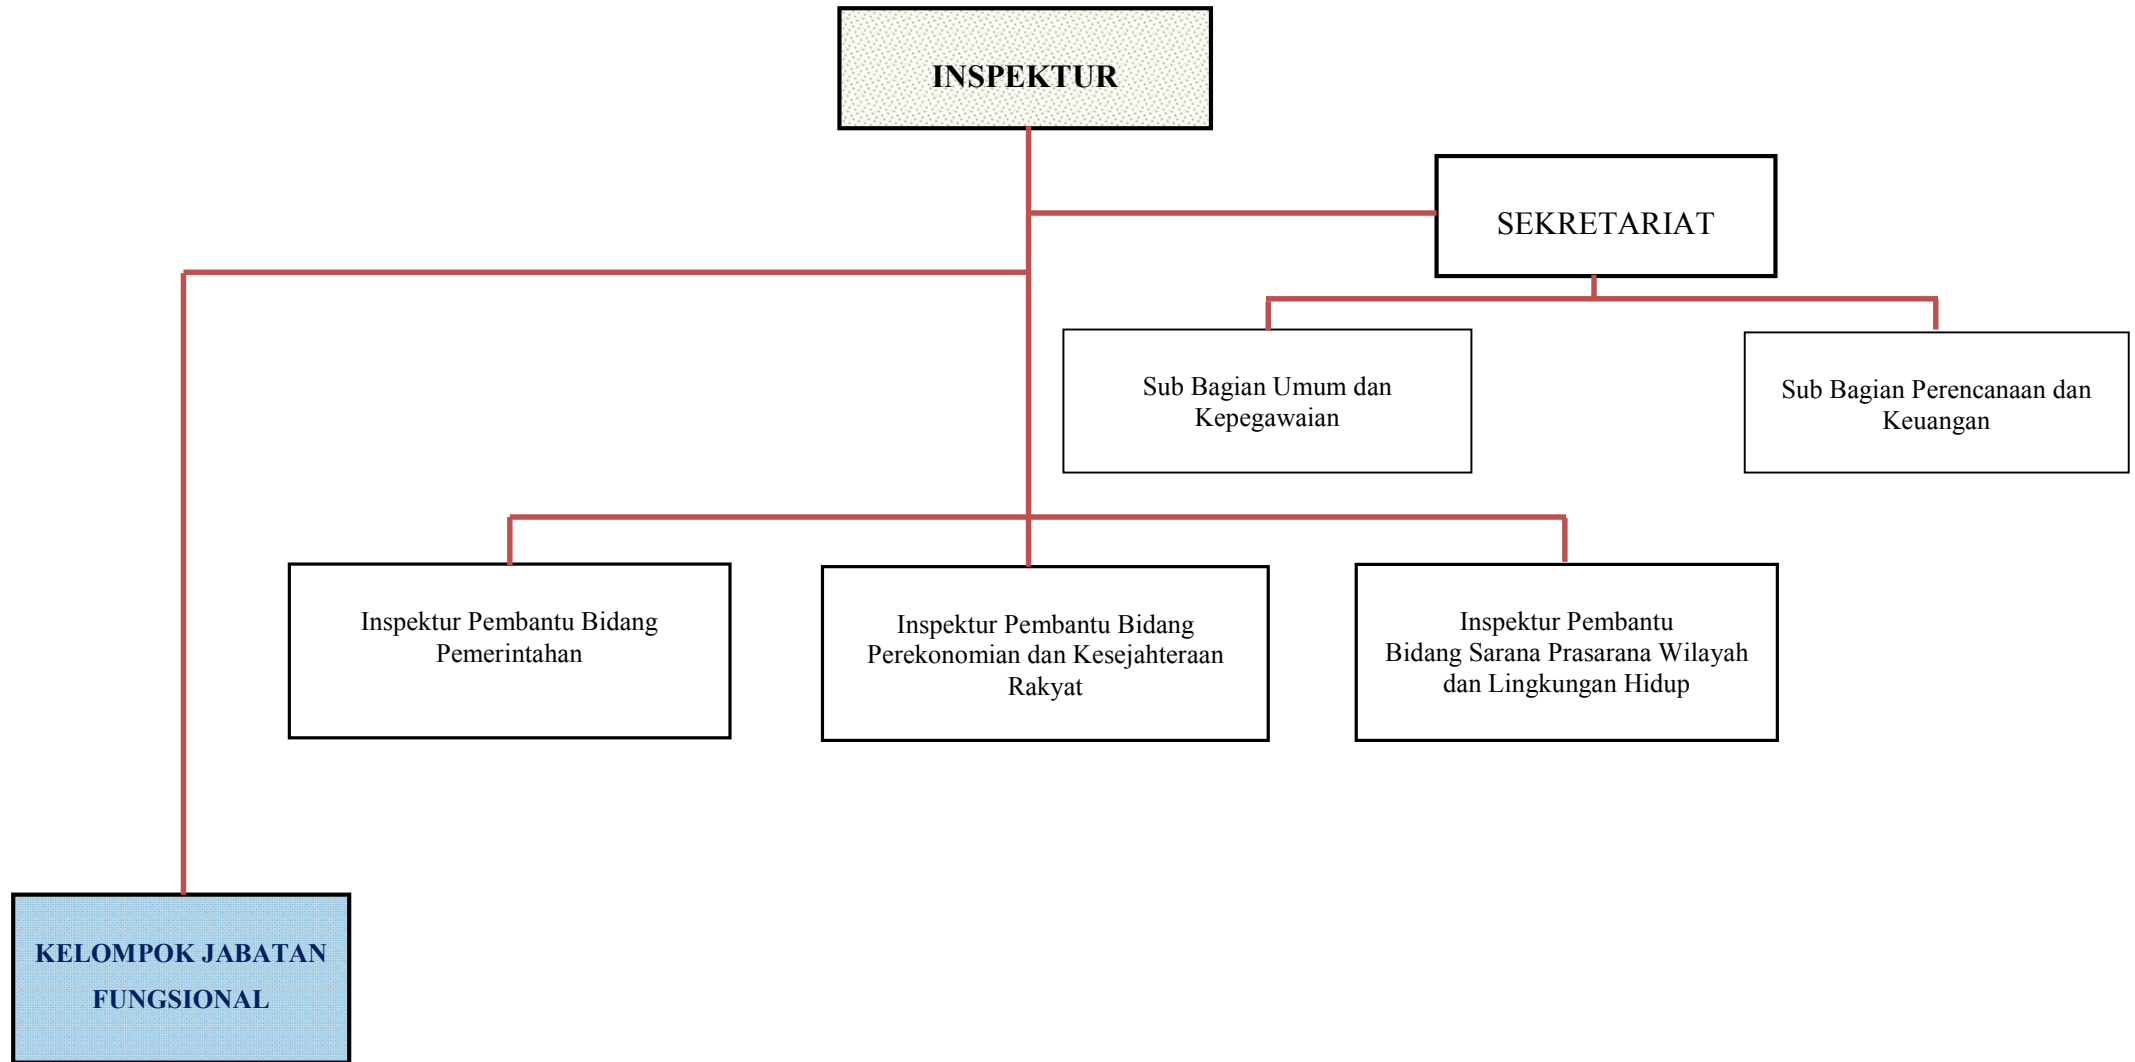 INSPEKTUR
SEKRETARIAT
Sub Bagian Umum dan
Kepegawaian
Sub Bagian Perencanaan dan
Keuangan
Inspektur Pembantu Bidang
Pemerintahan
Inspektur Pembantu Bidang
Perekonomian dan Kesejahteraan
Rakyat
Inspektur Pembantu
Bidang Sarana Prasarana Wilayah
dan Lingkungan Hidup
KELOMPOK JABATAN
FUNGSIONAL